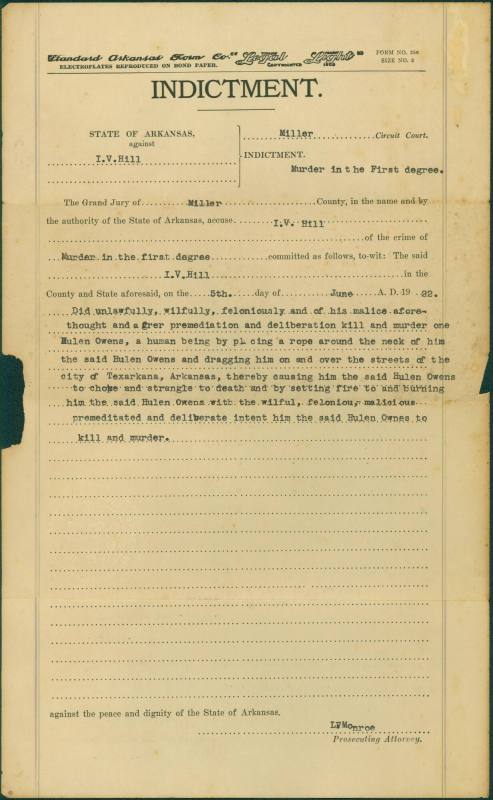 Standard Arkansas Form Co. "Legal Light"
ELECTROPLATES REPRODUCED ON BOND PAPER.
COPYRIGHTED
FORM NO. 256
SIZE NO. 2
INDICTMENT.
STATE OF ARKANSAS,
against
I.V.Hill
Miller Circuit Court.
INDICTMENT.
Murder in the First degree.
The Grand Jury of Miller County, in the name and by
the authority of the State of Arkansas, accuse I.V. Hill
of the crime of
Murder in the first degree committed as follows, to-wit: The said
I.V.Hill in the
County and State aforesaid, on the 5th. day of June A. D. 19 22.
Did unlawfully, wilfully, feloniously and of his malice afore-
thought and agrer premediation and deliberation kill and murder one
Hulen Owens, a human being by pl cing a rope around the neck of him
the said Hulen Owens and dragging him on and over the streets of the
city of Texarkana, Arkansas, thereby causing him the said Hulen Owens
to choke and strangle to death and by setting fire to and burning
him the said Hulen Owens with the wilful, feloniou, malicious
premeditated and deliberate intent him the said Hulen Ownes to
kill and murder.
against the peace and dignity of the State of Arkansas.
LVMonroe
Prosecuting Attorney.